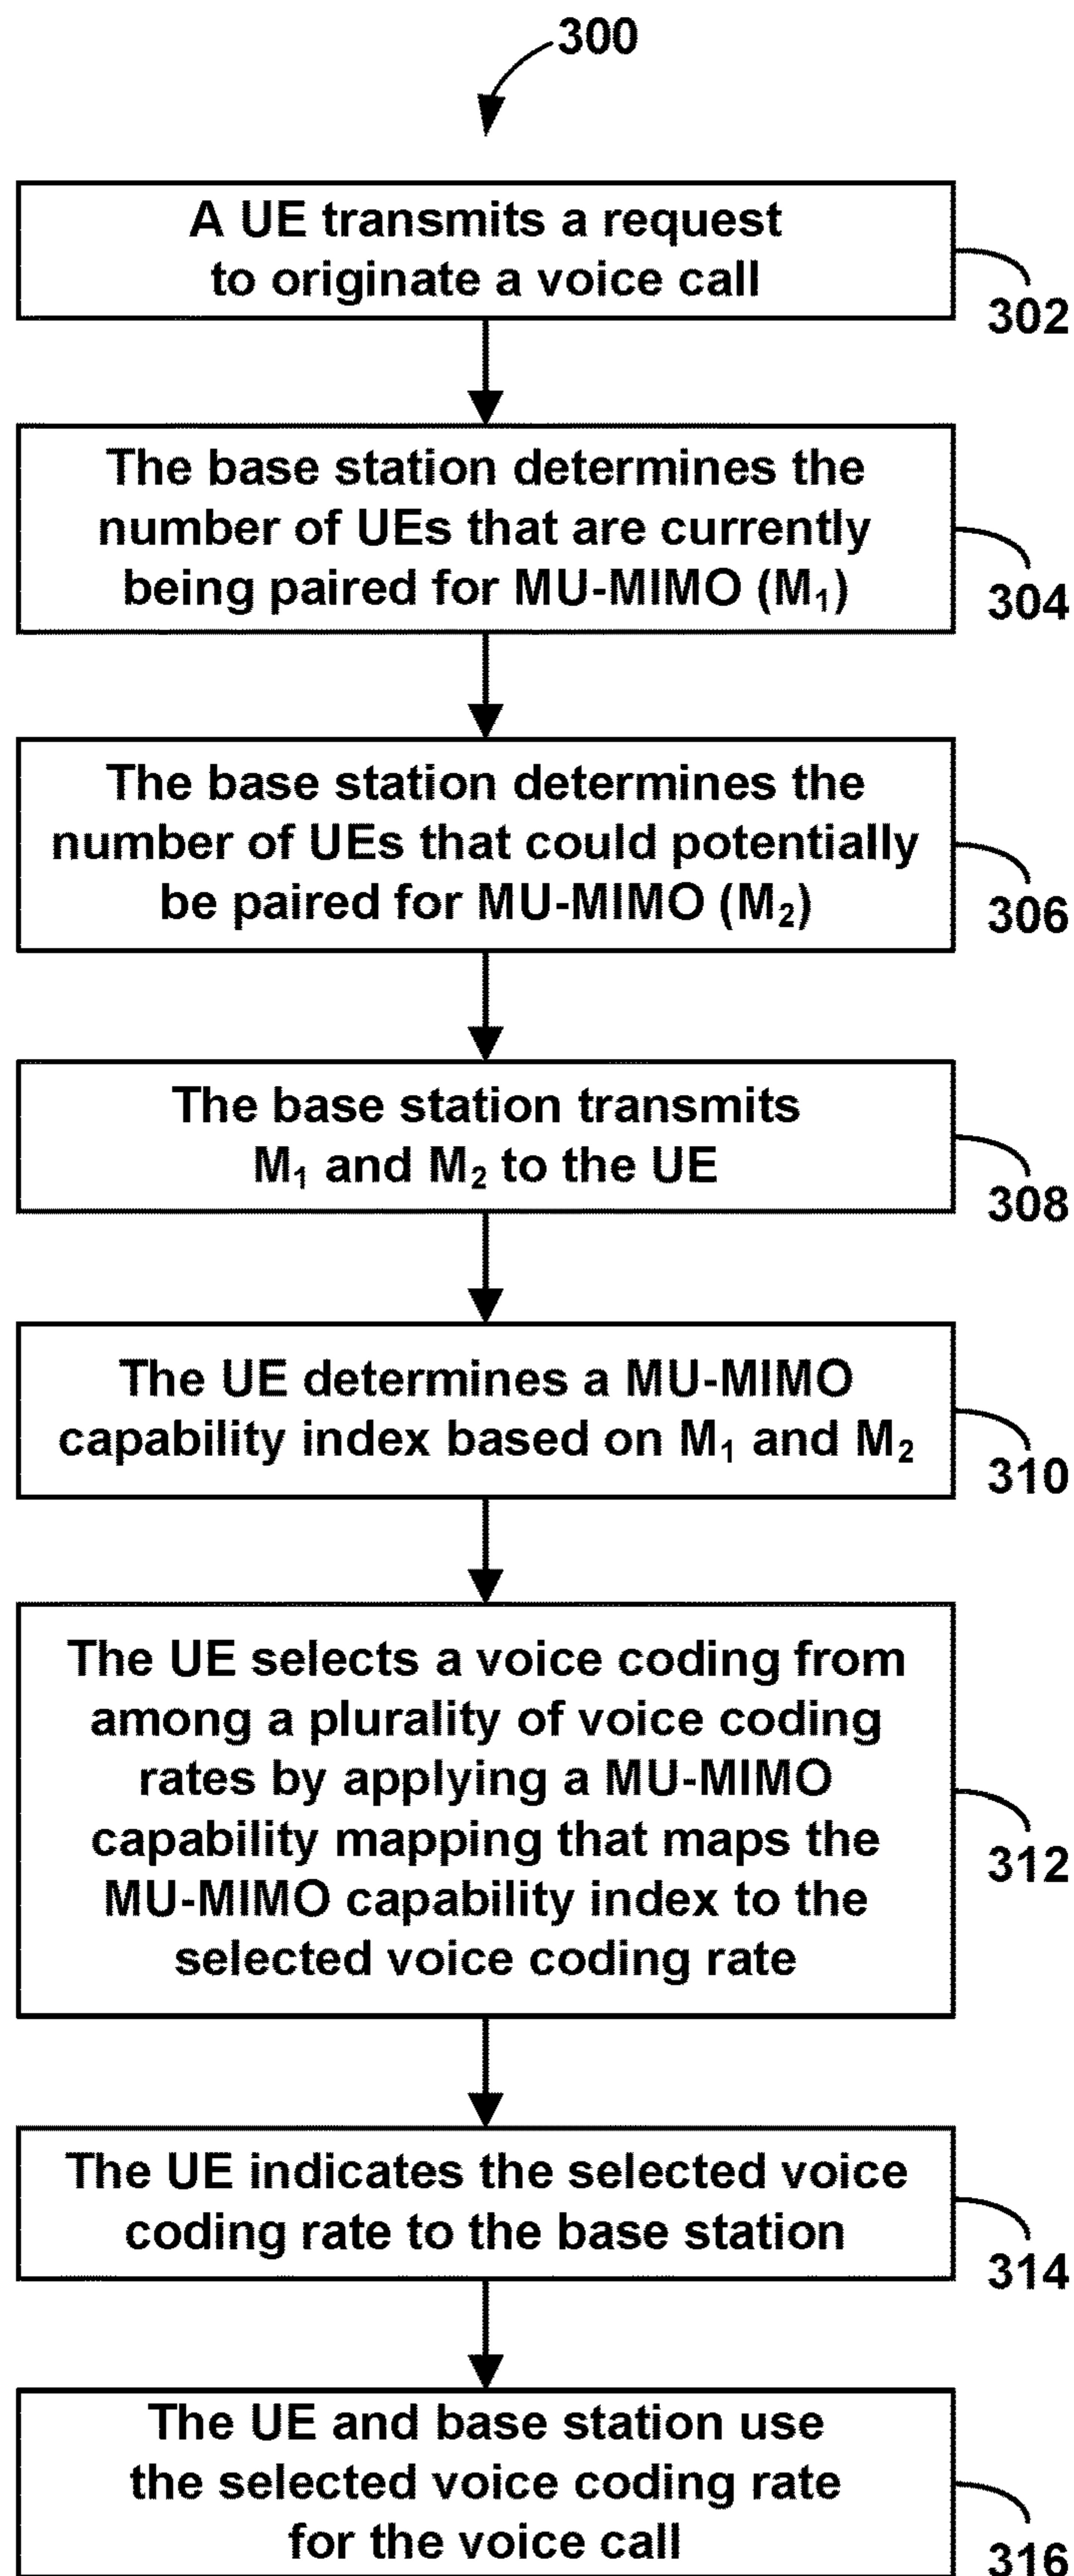 300
A UE transmits a request
to originate a voice call
302
The base station determines the
number of UEs that are currently
being paired for MU-MIMO (M₁)
304
The base station determines the
number of UEs that could potentially
be paired for MU-MIMO (M₂)
306
The base station transmits
M₁ and M₂ to the UE
308
The UE determines a MU-MIMO
capability index based on M₁ and M₂
310
The UE selects a voice coding from
among a plurality of voice coding
rates by applying a MU-MIMO
capability mapping that maps the
MU-MIMO capability index to the
selected voice coding rate
312
The UE indicates the selected voice
coding rate to the base station
314
The UE and base station use
the selected voice coding rate
for the voice call
316